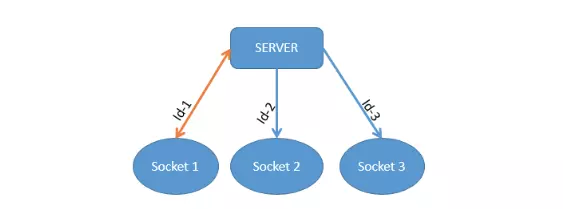 SERVER
Id-1
Id-2
Id-3
Socket 1
Socket 2
Socket 3